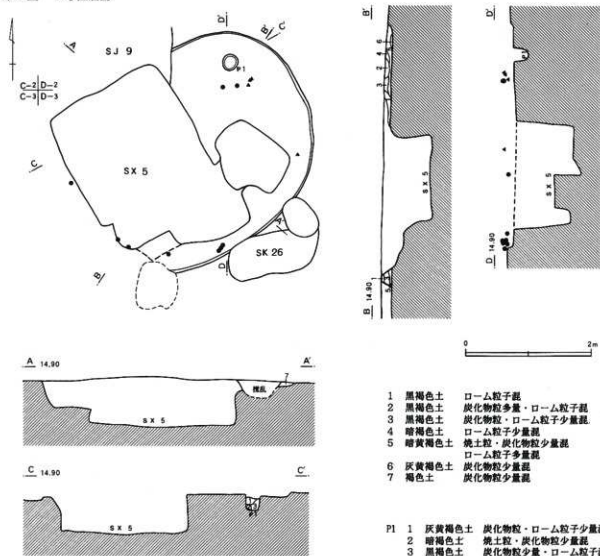 SJ 9
C-2 D-2
C-3 D-3
SX 5
SK 26
P1
A
A'
B
B'
C
C'
D
D'
B'
D'
B 14.90
D 14.90
SX 5
SX 5
0 2m
A 14.90 A'
攪乱
7
SX 5
C 14.90 C'
SX 5
P1
1 黒褐色土 ローム粒子混
2 黒褐色土 炭化物粒多量・ローム粒子混
3 黒褐色土 炭化物粒・ローム粒子少量混
4 暗褐色土 ローム粒子少量混
5 暗黄褐色土 焼土粒・炭化物粒少量混
ローム粒子多量混
6 灰黄褐色土 炭化物粒少量混
7 褐色土 炭化物粒少量混
P1 1 灰黄褐色土 炭化物粒・ローム粒子少量
2 暗褐色土 焼土粒・炭化物粒少量混
3 黒褐色土 炭化物少量・ローム粒子